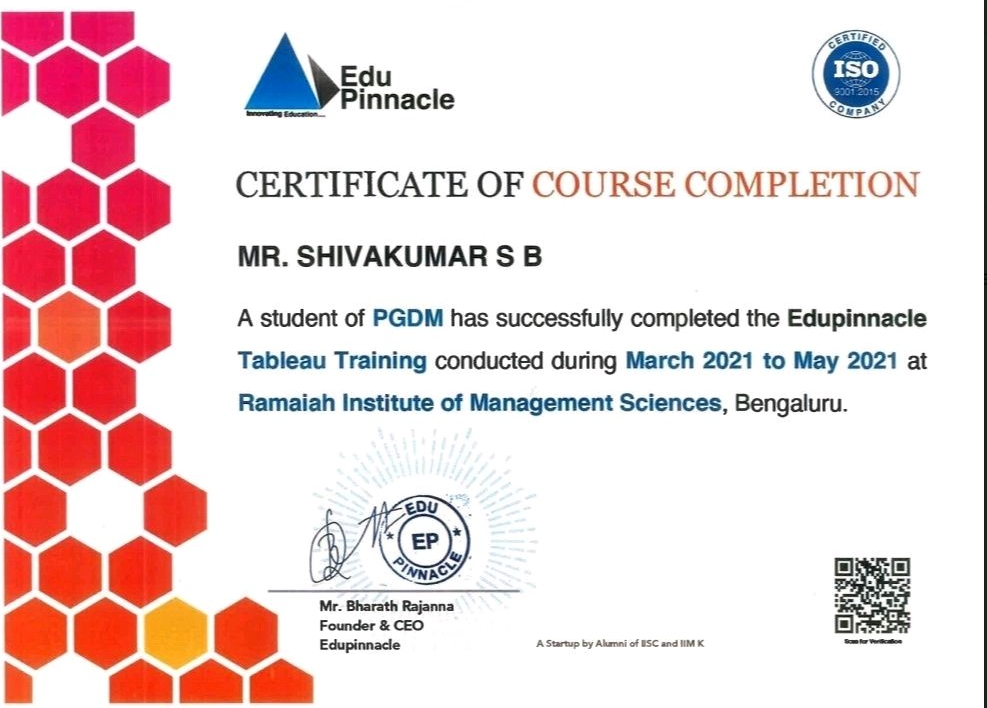 Edu
Pinnacle
Innovating Education....
CERTIFIED
ISO
9001:2015
COMPANY
CERTIFICATE OF COURSE COMPLETION
MR. SHIVAKUMAR S B
A student of PGDM has successfully completed the Edupinnacle
Tableau Training conducted during March 2021 to May 2021 at
Ramaiah Institute of Management Sciences, Bengaluru.
EDU
EP
PINNACLE
Mr. Bharath Rajanna
Founder & CEO
Edupinnacle
A Startup by Alumni of IISC and IIM K
Scan for Verification